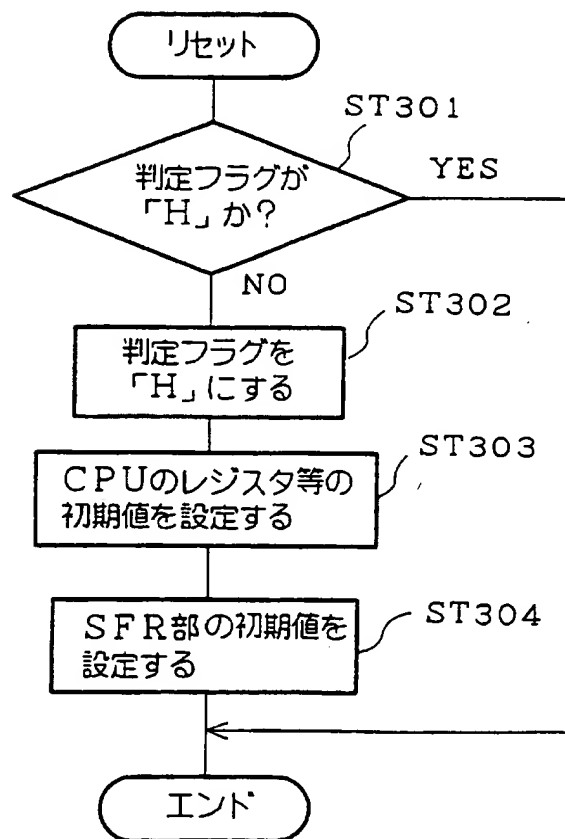 リセット
ST301
判定フラグが
「H」か?
YES
NO
ST302
判定フラグを
「H」にする
ST303
CPUのレジスタ等の
初期値を設定する
ST304
SFR部の初期値を
設定する
エンド